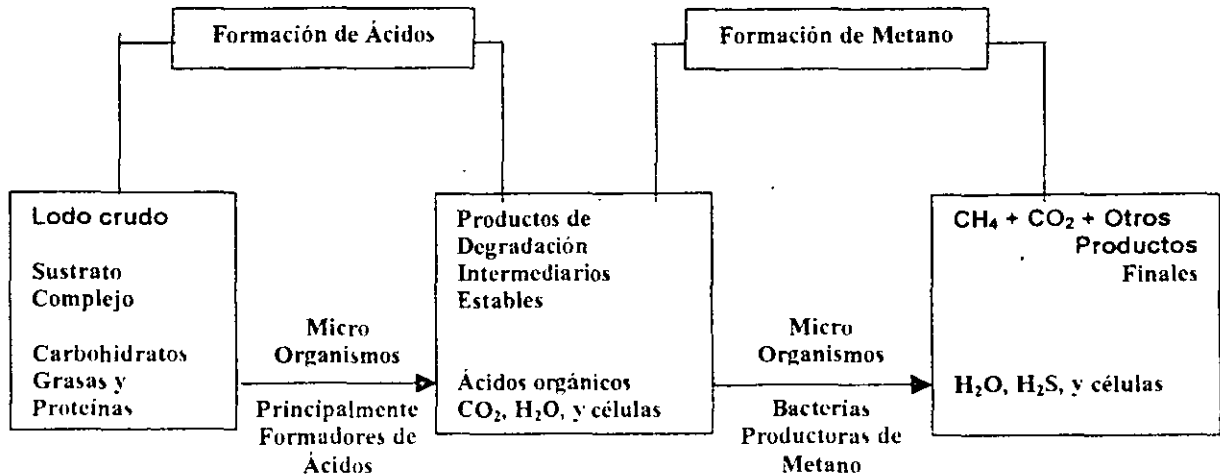 Formación de Ácidos
Formación de Metano
Lodo crudo
Sustrato
Complejo
Carbohidratos
Grasas y
Proteínas
Micro
Organismos
Principalmente
Formadores de
Ácidos
Productos de
Degradación
Intermediarios
Estables
Ácidos orgánicos
CO₂, H₂O, y células
Micro
Organismos
Bacterias
Productoras de
Metano
CH₄ + CO₂ + Otros
Productos
Finales
H₂O, H₂S, y células